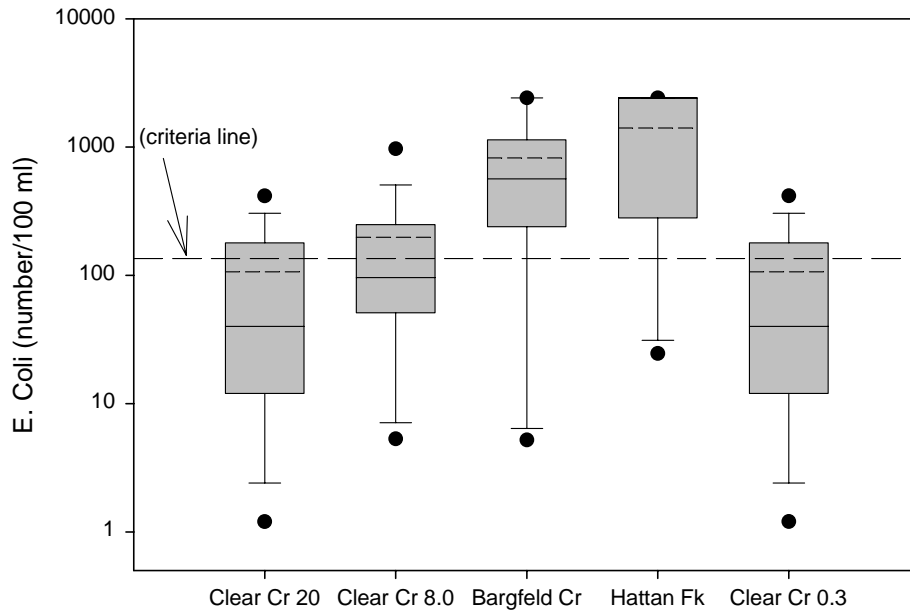 10000
(criteria line)
1000
100
10
1
E. Coli (number/100 ml)
Clear Cr 20 Clear Cr 8.0 Bargfeld Cr Hattan Fk Clear Cr 0.3